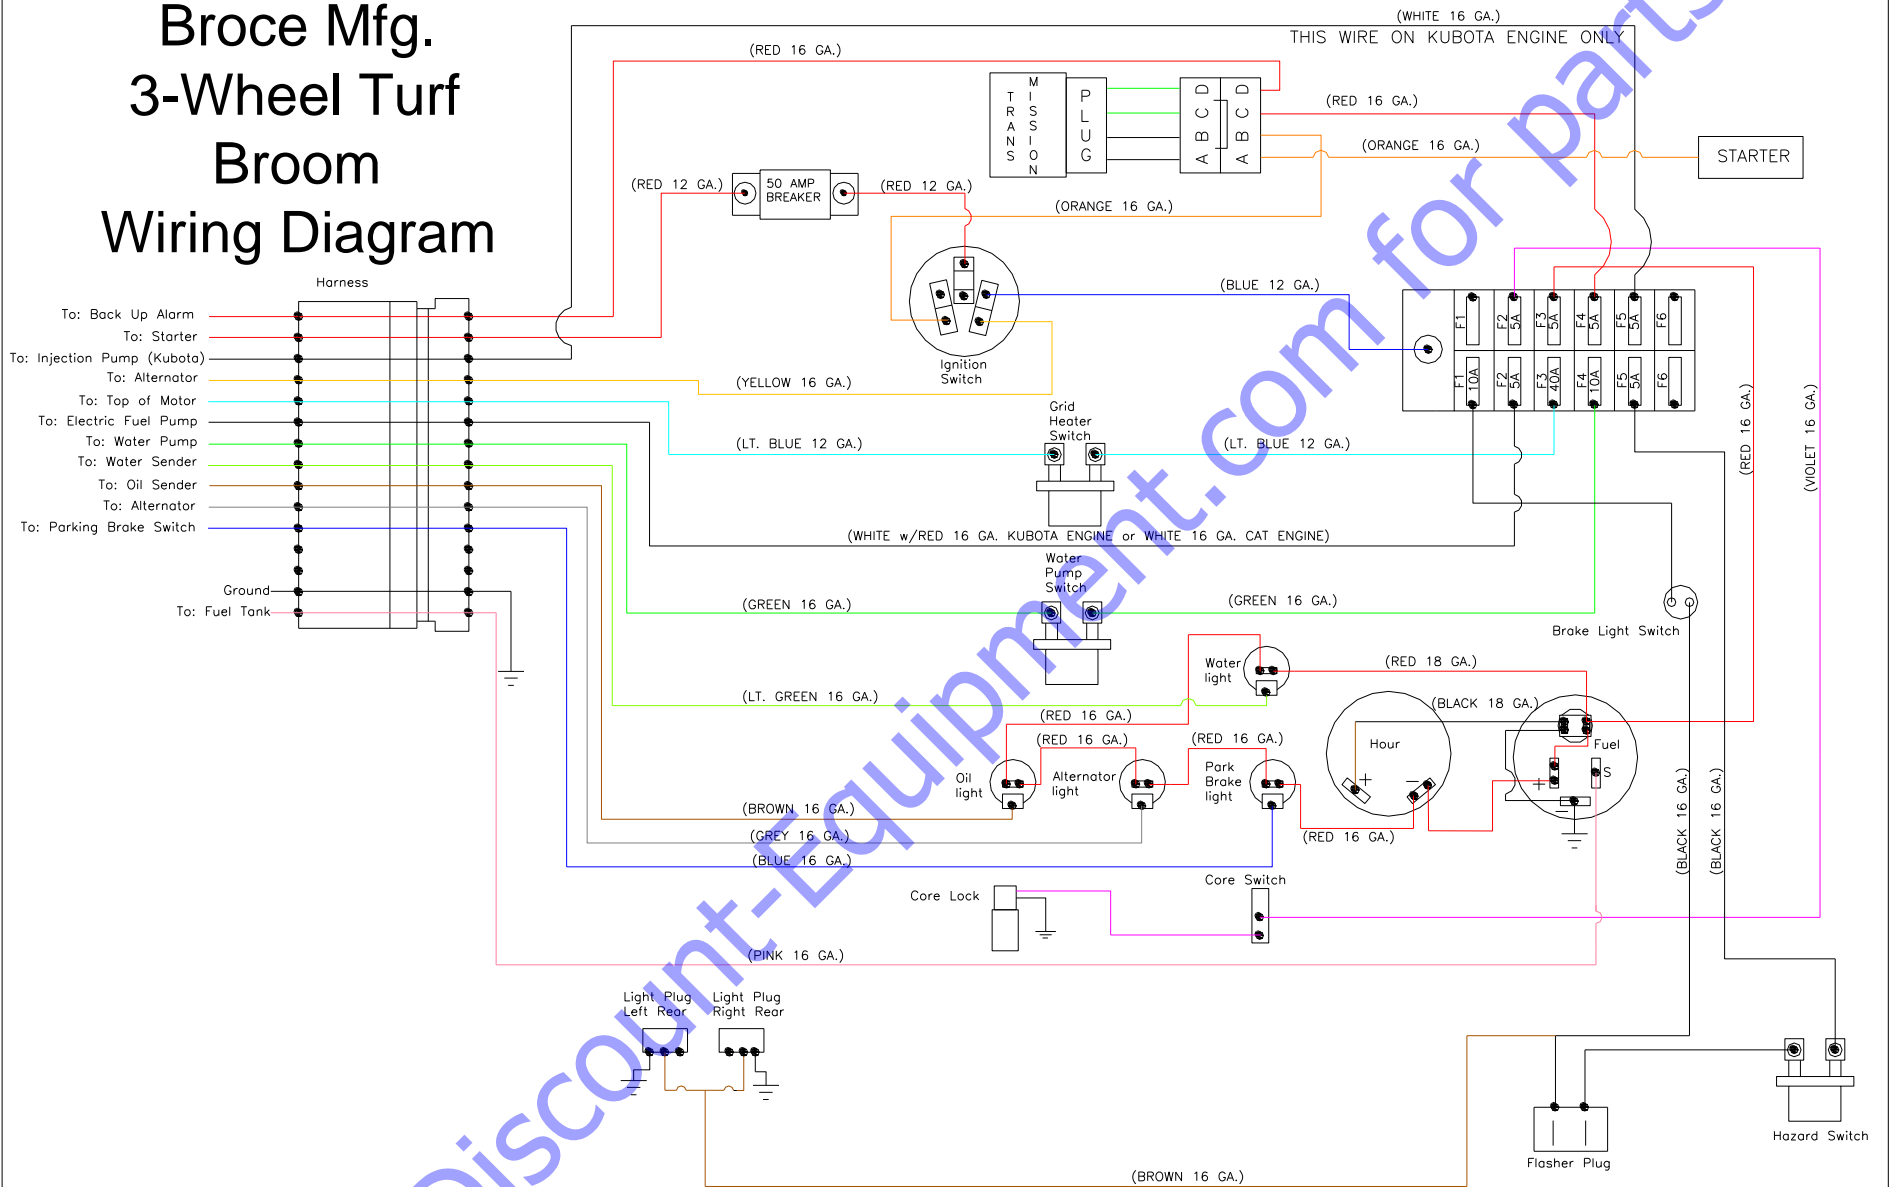 Broce Mfg.
3-Wheel Turf
Broom
Wiring Diagram
(WHITE 16 GA.)
THIS WIRE ON KUBOTA ENGINE ONLY
(RED 16 GA.)
TRANS
MISSION
PLUG
A B C D
A B C D
(RED 16 GA.)
(ORANGE 16 GA.)
STARTER
(RED 12 GA.)
50 AMP
BREAKER
(RED 12 GA.)
(ORANGE 16 GA.)
Harness
To: Back Up Alarm
To: Starter
To: Injection Pump (Kubota)
To: Alternator
To: Top of Motor
To: Electric Fuel Pump
To: Water Pump
To: Water Sender
To: Oil Sender
To: Alternator
To: Parking Brake Switch
Ground
To: Fuel Tank
Ignition
Switch
(BLUE 12 GA.)
F1
F2
5A
F3
5A
F4
5A
F5
5A
F6
F1
10A
F2
5A
F3
40A
F4
10A
F5
5A
F6
(YELLOW 16 GA.)
Grid
Heater
Switch
(LT. BLUE 12 GA.)
(LT. BLUE 12 GA.)
(RED 16 GA.)
(VIOLET 16 GA.)
(WHITE w/RED 16 GA. KUBOTA ENGINE or WHITE 16 GA. CAT ENGINE)
Water
Pump
Switch
(GREEN 16 GA.)
(GREEN 16 GA.)
Brake Light Switch
Water
light
(RED 18 GA.)
(LT. GREEN 16 GA.)
(BLACK 18 GA.)
(RED 16 GA.)
(RED 16 GA.)
(RED 16 GA.)
Hour
+
-
Fuel
S
+
-
Oil
light
Alternator
light
Park
Brake
light
(BROWN 16 GA.)
(GREY 16 GA.)
(BLUE 16 GA.)
(RED 16 GA.)
(BLACK 16 GA.)
(BLACK 16 GA.)
Core Lock
Core Switch
(PINK 16 GA.)
Light Plug
Left Rear
Light Plug
Right Rear
Flasher Plug
Hazard Switch
(BROWN 16 GA.)
Discount-Equipment.com for parts